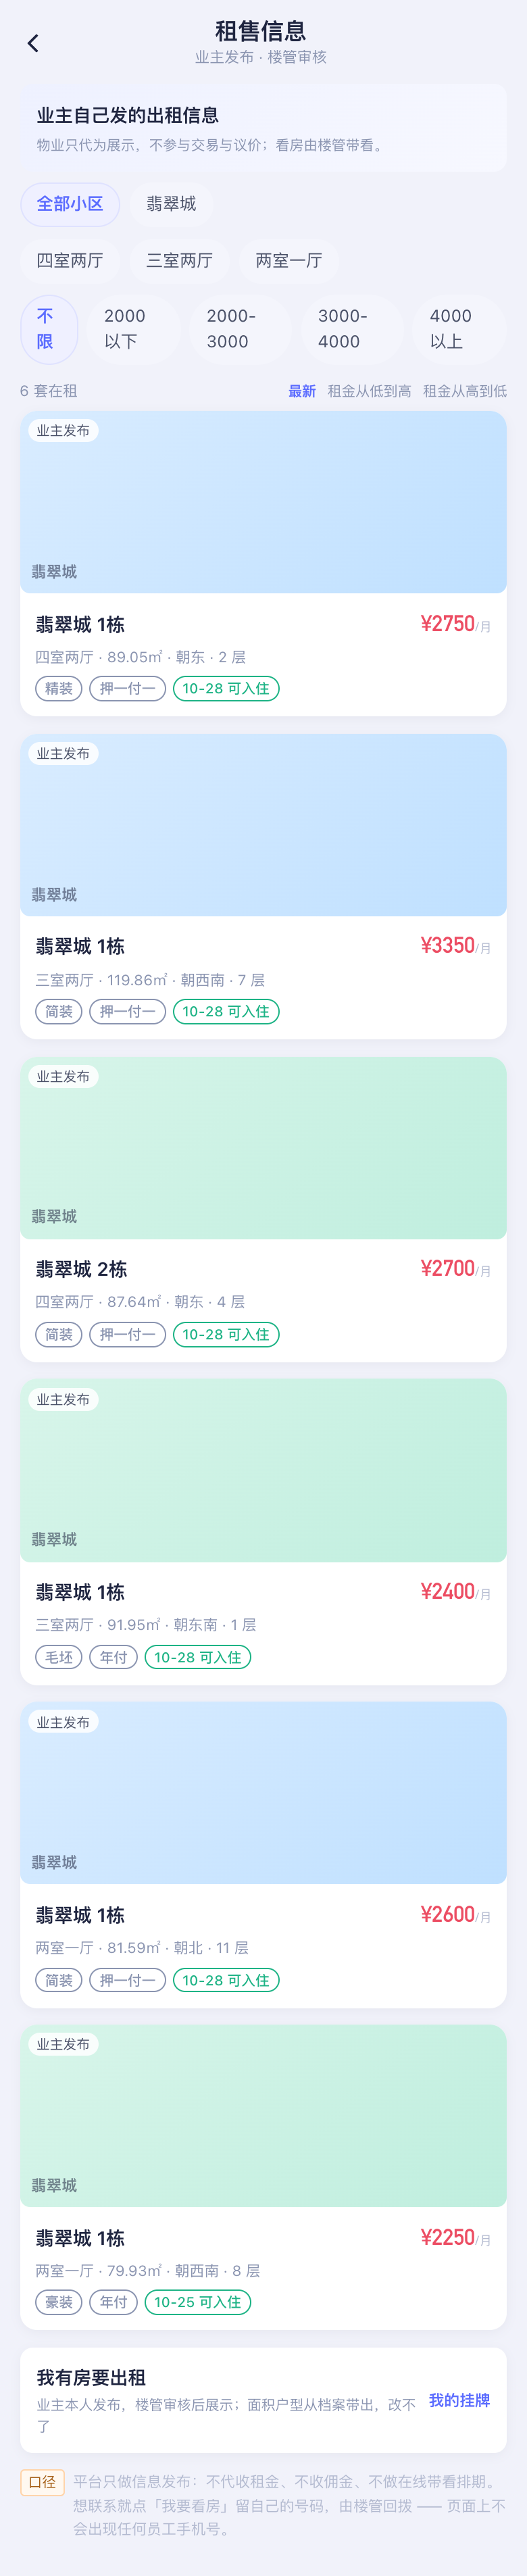 租售信息
业主发布 · 楼管审核
业主自己发的出租信息
物业只代为展示，不参与交易与议价；看房由楼管带看。
全部小区 翡翠城
四室两厅 三室两厅 两室一厅
不限 2000以下 2000-3000 3000-4000 4000以上
6 套在租 最新 租金从低到高 租金从高到低
业主发布
翡翠城
翡翠城 1栋 ¥2750/月
四室两厅 · 89.05㎡ · 朝东 · 2 层
精装 押一付一 10-28 可入住
业主发布
翡翠城
翡翠城 1栋 ¥3350/月
三室两厅 · 119.86㎡ · 朝西南 · 7 层
简装 押一付一 10-28 可入住
业主发布
翡翠城
翡翠城 2栋 ¥2700/月
四室两厅 · 87.64㎡ · 朝东 · 4 层
简装 押一付一 10-28 可入住
业主发布
翡翠城
翡翠城 1栋 ¥2400/月
三室两厅 · 91.95㎡ · 朝东南 · 1 层
毛坯 年付 10-28 可入住
业主发布
翡翠城
翡翠城 1栋 ¥2600/月
两室一厅 · 81.59㎡ · 朝北 · 11 层
简装 押一付一 10-28 可入住
业主发布
翡翠城
翡翠城 1栋 ¥2250/月
两室一厅 · 79.93㎡ · 朝西南 · 8 层
豪装 年付 10-25 可入住
我有房要出租
业主本人发布，楼管审核后展示；面积户型从档案带出，改不
了
我的挂牌
口径 平台只做信息发布：不代收租金、不收佣金、不做在线带看排期。
想联系就点「我要看房」留自己的号码，由楼管回拨 —— 页面上不
会出现任何员工手机号。